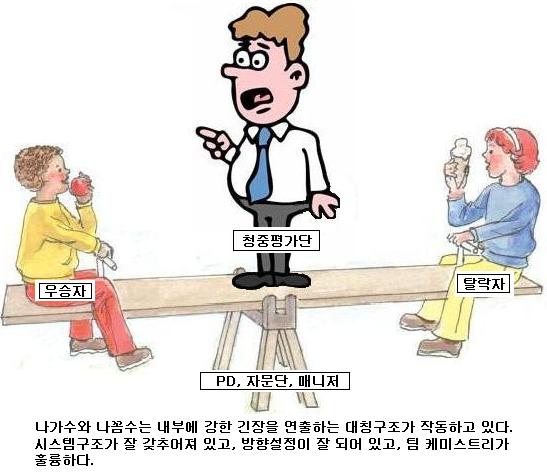 청중평가단
우승자
탈락자
PD, 자문단, 매니저
나가수와 나꼼수는 내부에 강한 긴장을 연출하는 대칭구조가 작동하고 있다.
시스템구조가 잘 갖추어져 있고, 방향설정이 잘 되어 있고, 팀 케미스트리가
훌륭하다.